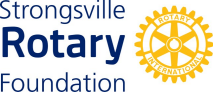 Strongsville
Rotary
Foundation
ROTARY
INTERNATIONAL